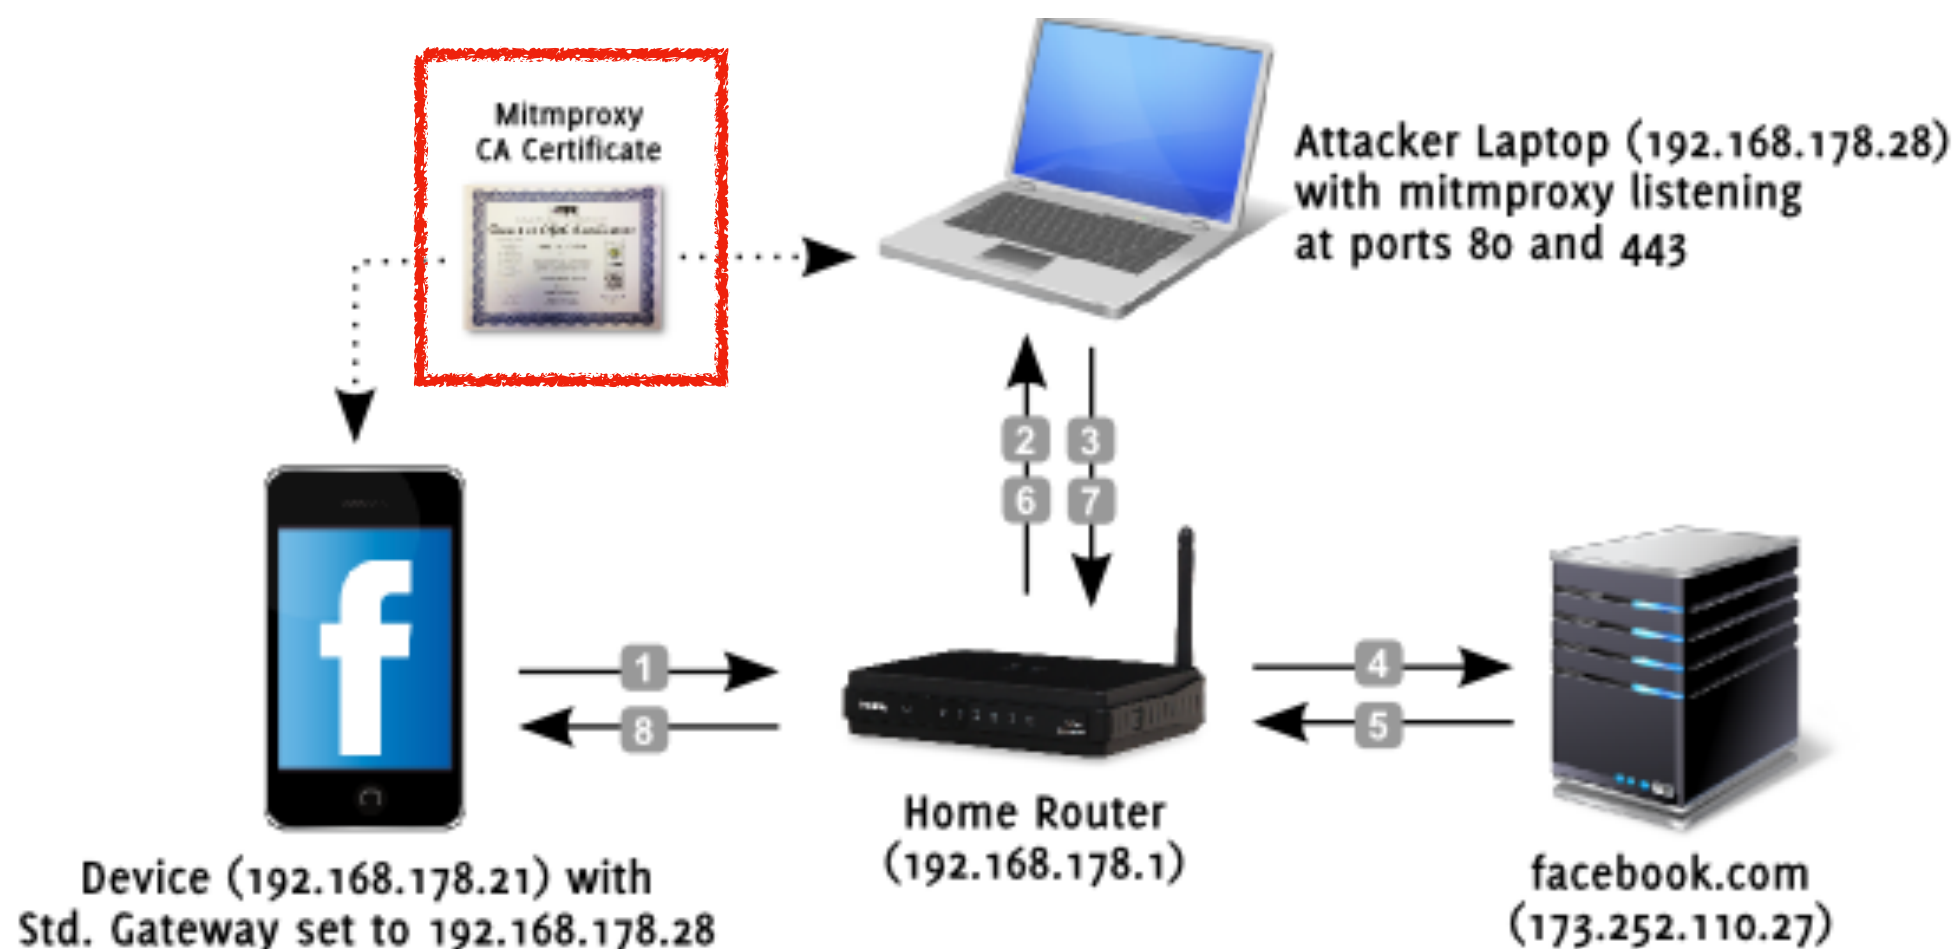 Mitmproxy
CA Certificate
Attacker Laptop (192.168.178.28)
with mitmproxy listening
at ports 80 and 443
2
3
6
7
f
1
8
4
5
Home Router
(192.168.178.1)
Device (192.168.178.21) with
Std. Gateway set to 192.168.178.28
facebook.com
(173.252.110.27)